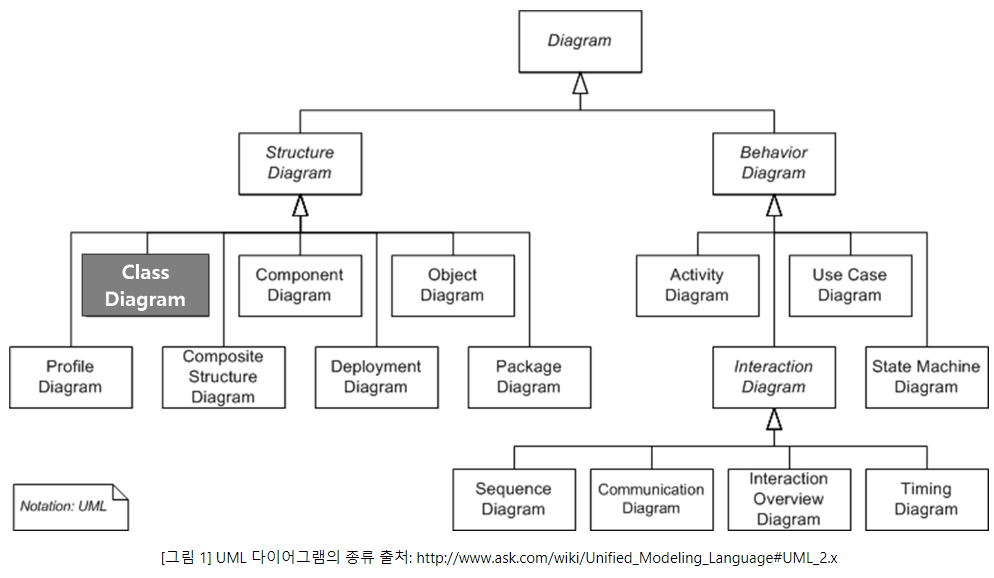 Diagram
Structure
Diagram
Behavior
Diagram
Class
Diagram
Component
Diagram
Object
Diagram
Activity
Diagram
Use Case
Diagram
Profile
Diagram
Composite
Structure
Diagram
Deployment
Diagram
Package
Diagram
Interaction
Diagram
State Machine
Diagram
Sequence
Diagram
Communication
Diagram
Interaction
Overview
Diagram
Timing
Diagram
Notation: UML
[그림 1] UML 다이어그램의 종류 출처: http://www.ask.com/wiki/Unified_Modeling_Language#UML_2.x